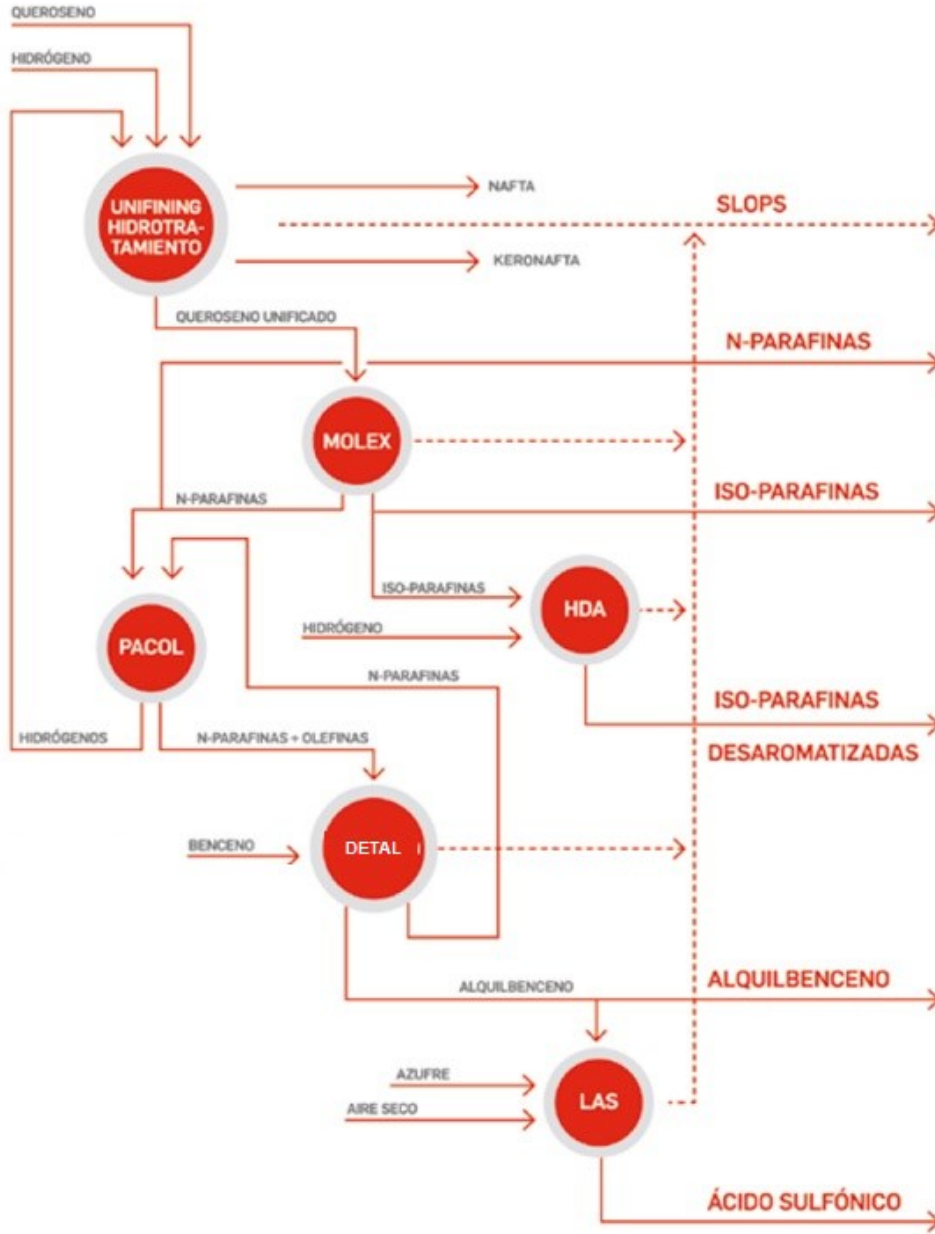 QUEROSENO
HIDRÓGENO
UNIFINING
HIDROTRA-
TAMIENTO
NAFTA
SLOPS
KERONAFTA
QUEROSENO UNIFICADO
N-PARAFINAS
MOLEX
N-PARAFINAS
ISO-PARAFINAS
ISO-PARAFINAS
HDA
HIDRÓGENO
PACOL
N-PARAFINAS
ISO-PARAFINAS
DESAROMATIZADAS
HIDRÓGENOS
N-PARAFINAS + OLEFINAS
BENCENO
DETAL
ALQUILBENCENO
ALQUILBENCENO
AZUFRE
AIRE SECO
LAS
ÁCIDO SULFÓNICO